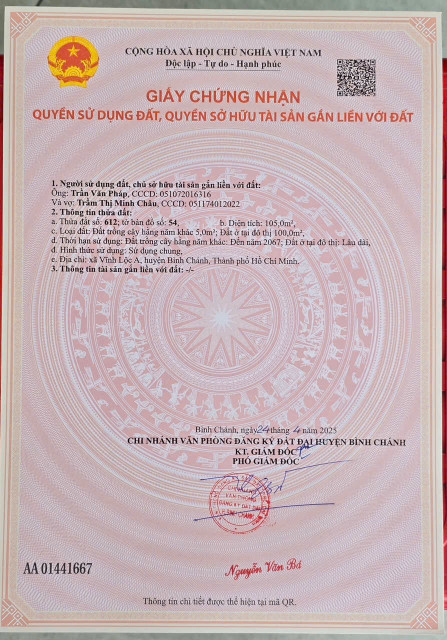 CỘNG HÒA XÃ HỘI CHỦ NGHĨA VIỆT NAM
Độc lập - Tự do - Hạnh phúc
GIẤY CHỨNG NHẬN
QUYỀN SỬ DỤNG ĐẤT, QUYỀN SỞ HỮU TÀI SẢN GẮN LIỀN VỚI ĐẤT
1. Người sử dụng đất, chủ sở hữu tài sản gắn liền với đất:
Ông: Trần Văn Pháp, CCCD: 051072016316
Và vợ: Trầm Thị Minh Châu, CCCD: 051174012022
2. Thông tin thửa đất:
a. Thửa đất số: 612; tờ bản đồ số: 54, b. Diện tích: 105,0m²,
c. Loại đất: Đất trồng cây hằng năm khác 5,0m²; Đất ở tại đô thị 100,0m²,
d. Thời hạn sử dụng: Đất trồng cây hằng năm khác: Đến năm 2067; Đất ở tại đô thị: Lâu dài,
đ. Hình thức sử dụng: Sử dụng chung,
e. Địa chỉ: xã Vĩnh Lộc A, huyện Bình Chánh, Thành phố Hồ Chí Minh.
3. Thông tin tài sản gắn liền với đất: -/-
Bình Chánh, ngày 24 tháng 4 năm 2025
CHI NHÁNH VĂN PHÒNG ĐĂNG KÝ ĐẤT ĐAI HUYỆN BÌNH CHÁNH
KT. GIÁM ĐỐC
PHÓ GIÁM ĐỐC
CHI NHÁNH
VĂN PHÒNG
ĐĂNG KÝ ĐẤT ĐAI
Nguyễn Văn Bá
AA 01441667
Thông tin chi tiết được thể hiện tại mã QR.